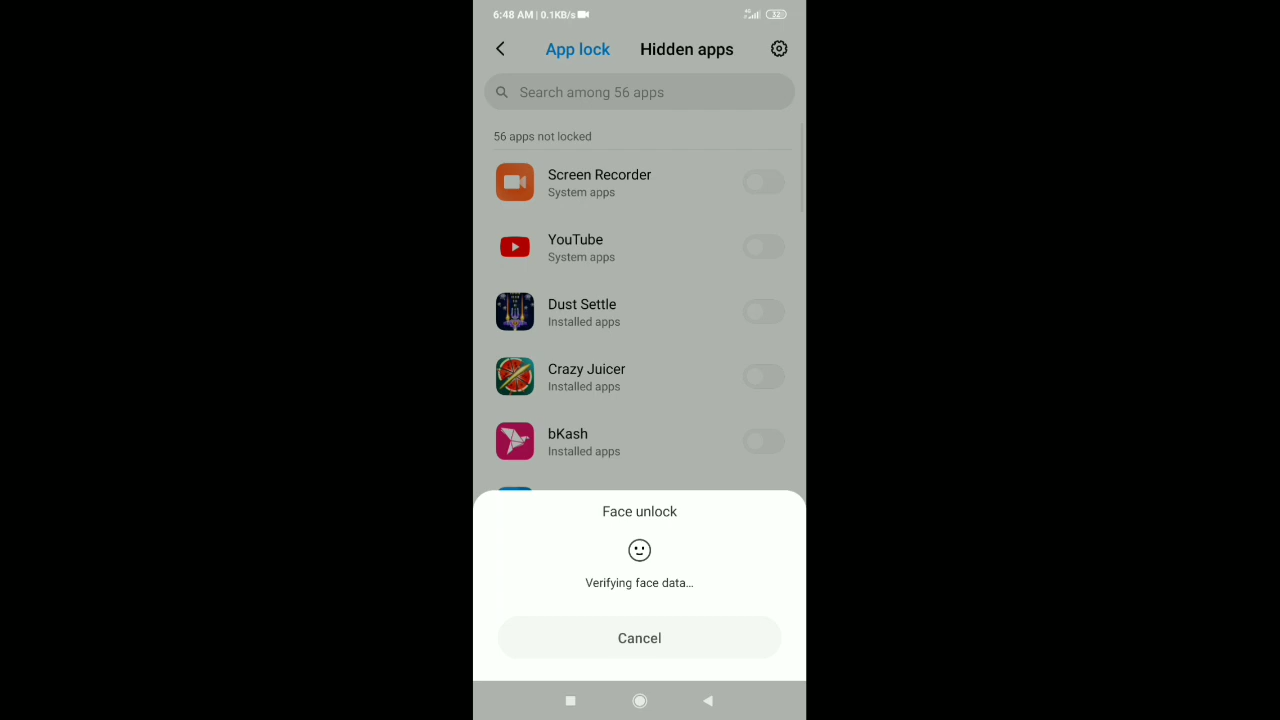 6:48 AM | 0.1KB/s
4G
32
App lock
Hidden apps
Search among 56 apps
56 apps not locked
Screen Recorder
System apps
YouTube
System apps
Dust Settle
Installed apps
Crazy Juicer
Installed apps
bKash
Installed apps
Face unlock
Verifying face data...
Cancel